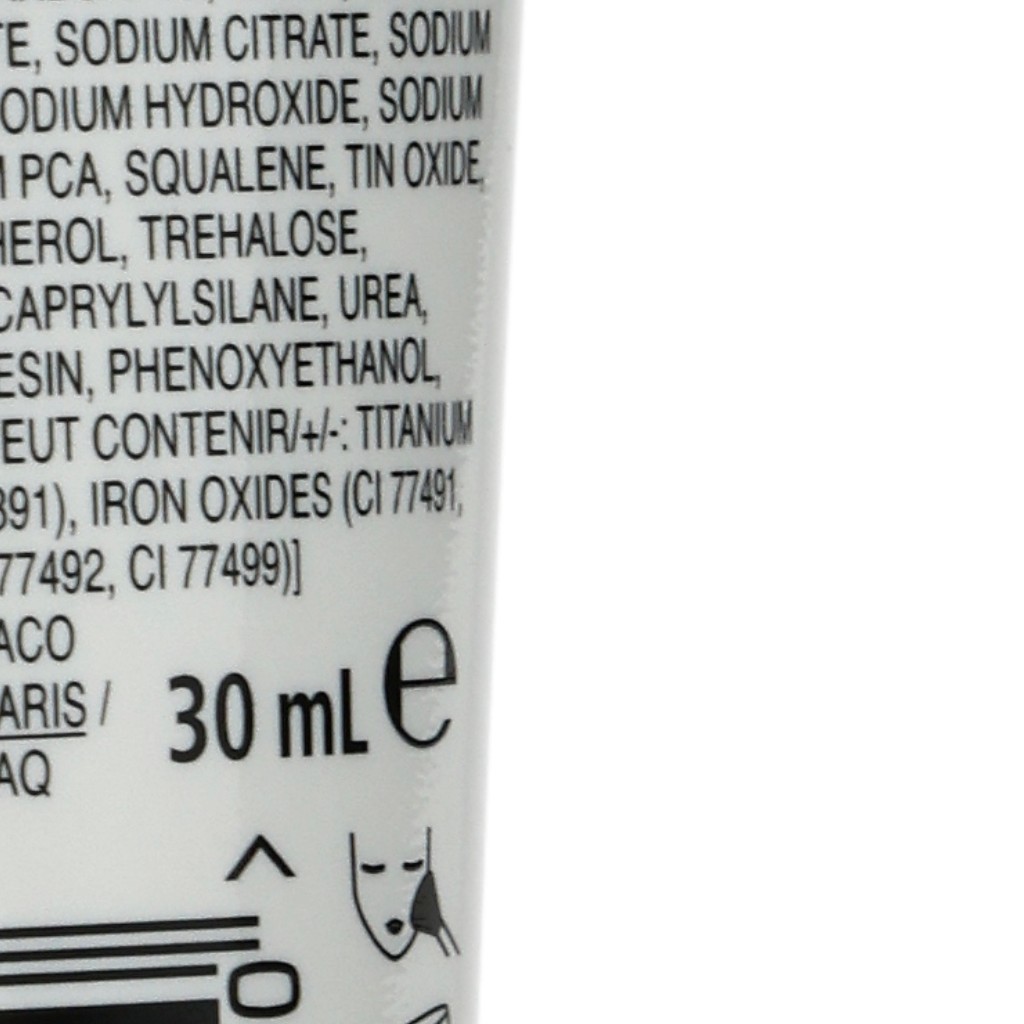 TE, SODIUM CITRATE, SODIUM
ODIUM HYDROXIDE, SODIUM
M PCA, SQUALENE, TIN OXIDE,
HEROL, TREHALOSE,
CAPRYLYLSILANE, UREA,
ESIN, PHENOXYETHANOL,
EUT CONTENIR/+/-: TITANIUM
891), IRON OXIDES (CI 77491,
77492, CI 77499)]
ACO
ARIS /
AQ
30 mL e
>
0